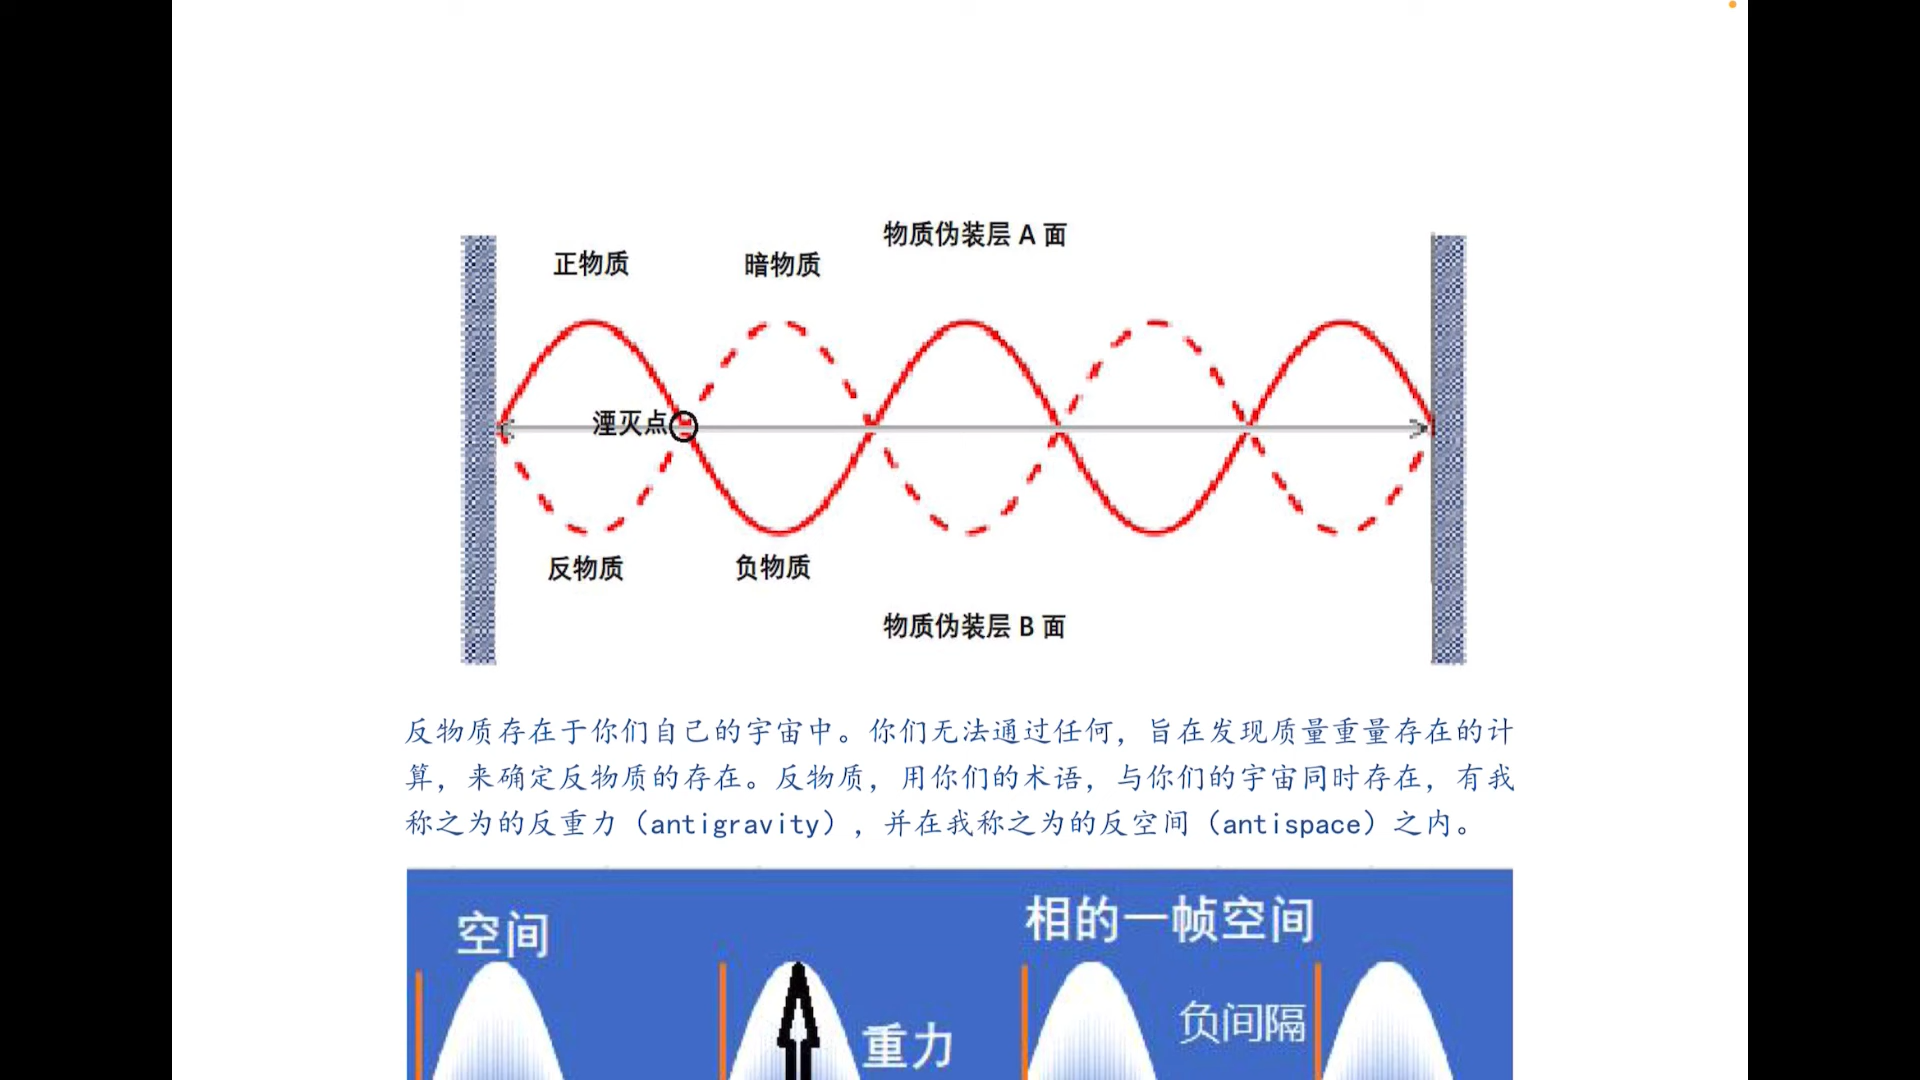 物质伪装层 A 面
正物质
暗物质
湮灭点
反物质
负物质
物质伪装层 B 面
反物质存在于你们自己的宇宙中。你们无法通过任何，旨在发现质量重量存在的计
算，来确定反物质的存在。反物质，用你们的术语，与你们的宇宙同时存在，有我
称之为的反重力（antigravity），并在我称之为的反空间（antispace）之内。
空间
相的一帧空间
负间隔
重力